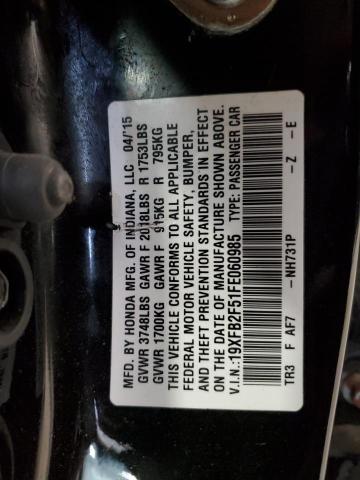 MFD. BY HONDA MFG. OF INDIANA, LLC 04/15
GVWR 3748LBS GAWR F 2018LBS R 1753LBS
GVWR 1700KG GAWR F 915KG R 795KG
THIS VEHICLE CONFORMS TO ALL APPLICABLE
FEDERAL MOTOR VEHICLE SAFETY, BUMPER,
AND THEFT PREVENTION STANDARDS IN EFFECT
ON THE DATE OF MANUFACTURE SHOWN ABOVE.
V.I.N.:19XFB2F51FE060985 TYPE: PASSENGER CAR
TR3 F AF7 -NH731P -Z -E